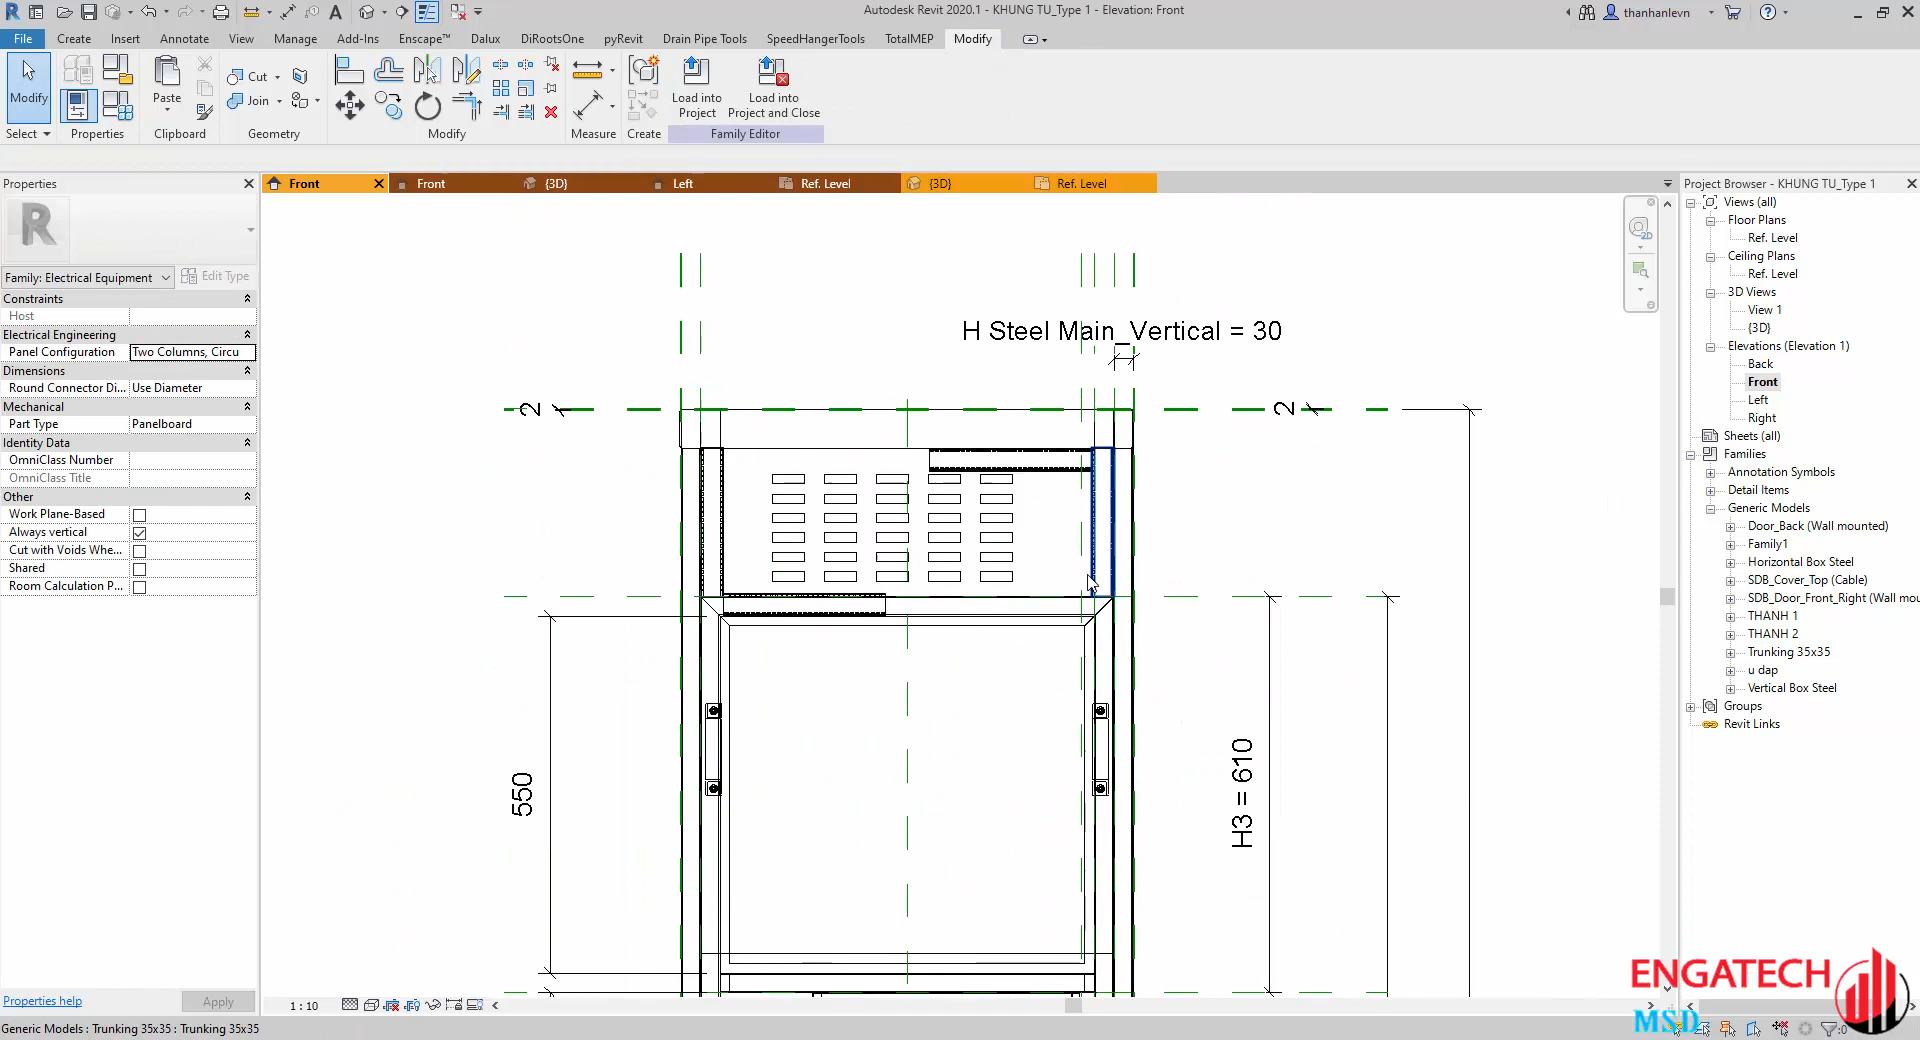 Autodesk Revit 2020.1 - KHUNG TU_Type 1 - Elevation: Front
thanhanlevn
File Create Insert Annotate View Manage Add-Ins Enscape™ Dalux DiRootsOne pyRevit Drain Pipe Tools SpeedHangerTools TotalMEP Modify
Modify
Paste
Cut
Join
Load into Project
Load into Project and Close
Select Properties Clipboard Geometry Modify Measure Create Family Editor
Properties
Front
Front
{3D}
Left
Ref. Level
{3D}
Ref. Level
Project Browser - KHUNG TU_Type 1
Family: Electrical Equipment
Edit Type
Constraints
Host
Electrical Engineering
Panel Configuration Two Columns, Circu
Dimensions
Round Connector Di... Use Diameter
Mechanical
Part Type Panelboard
Identity Data
OmniClass Number
OmniClass Title
Other
Work Plane-Based
Always vertical
Cut with Voids Whe...
Shared
Room Calculation P...
Properties help
Apply
H Steel Main_Vertical = 30
2
2
550
H3 = 610
2D
Views (all)
Floor Plans
Ref. Level
Ceiling Plans
Ref. Level
3D Views
View 1
{3D}
Elevations (Elevation 1)
Back
Front
Left
Right
Sheets (all)
Families
Annotation Symbols
Detail Items
Generic Models
Door_Back (Wall mounted)
Family1
Horizontal Box Steel
SDB_Cover_Top (Cable)
SDB_Door_Front_Right (Wall mou
THANH 1
THANH 2
Trunking 35x35
u dap
Vertical Box Steel
Groups
Revit Links
1 : 10
Generic Models : Trunking 35x35 : Trunking 35x35
ENGATECH
MSD
:0